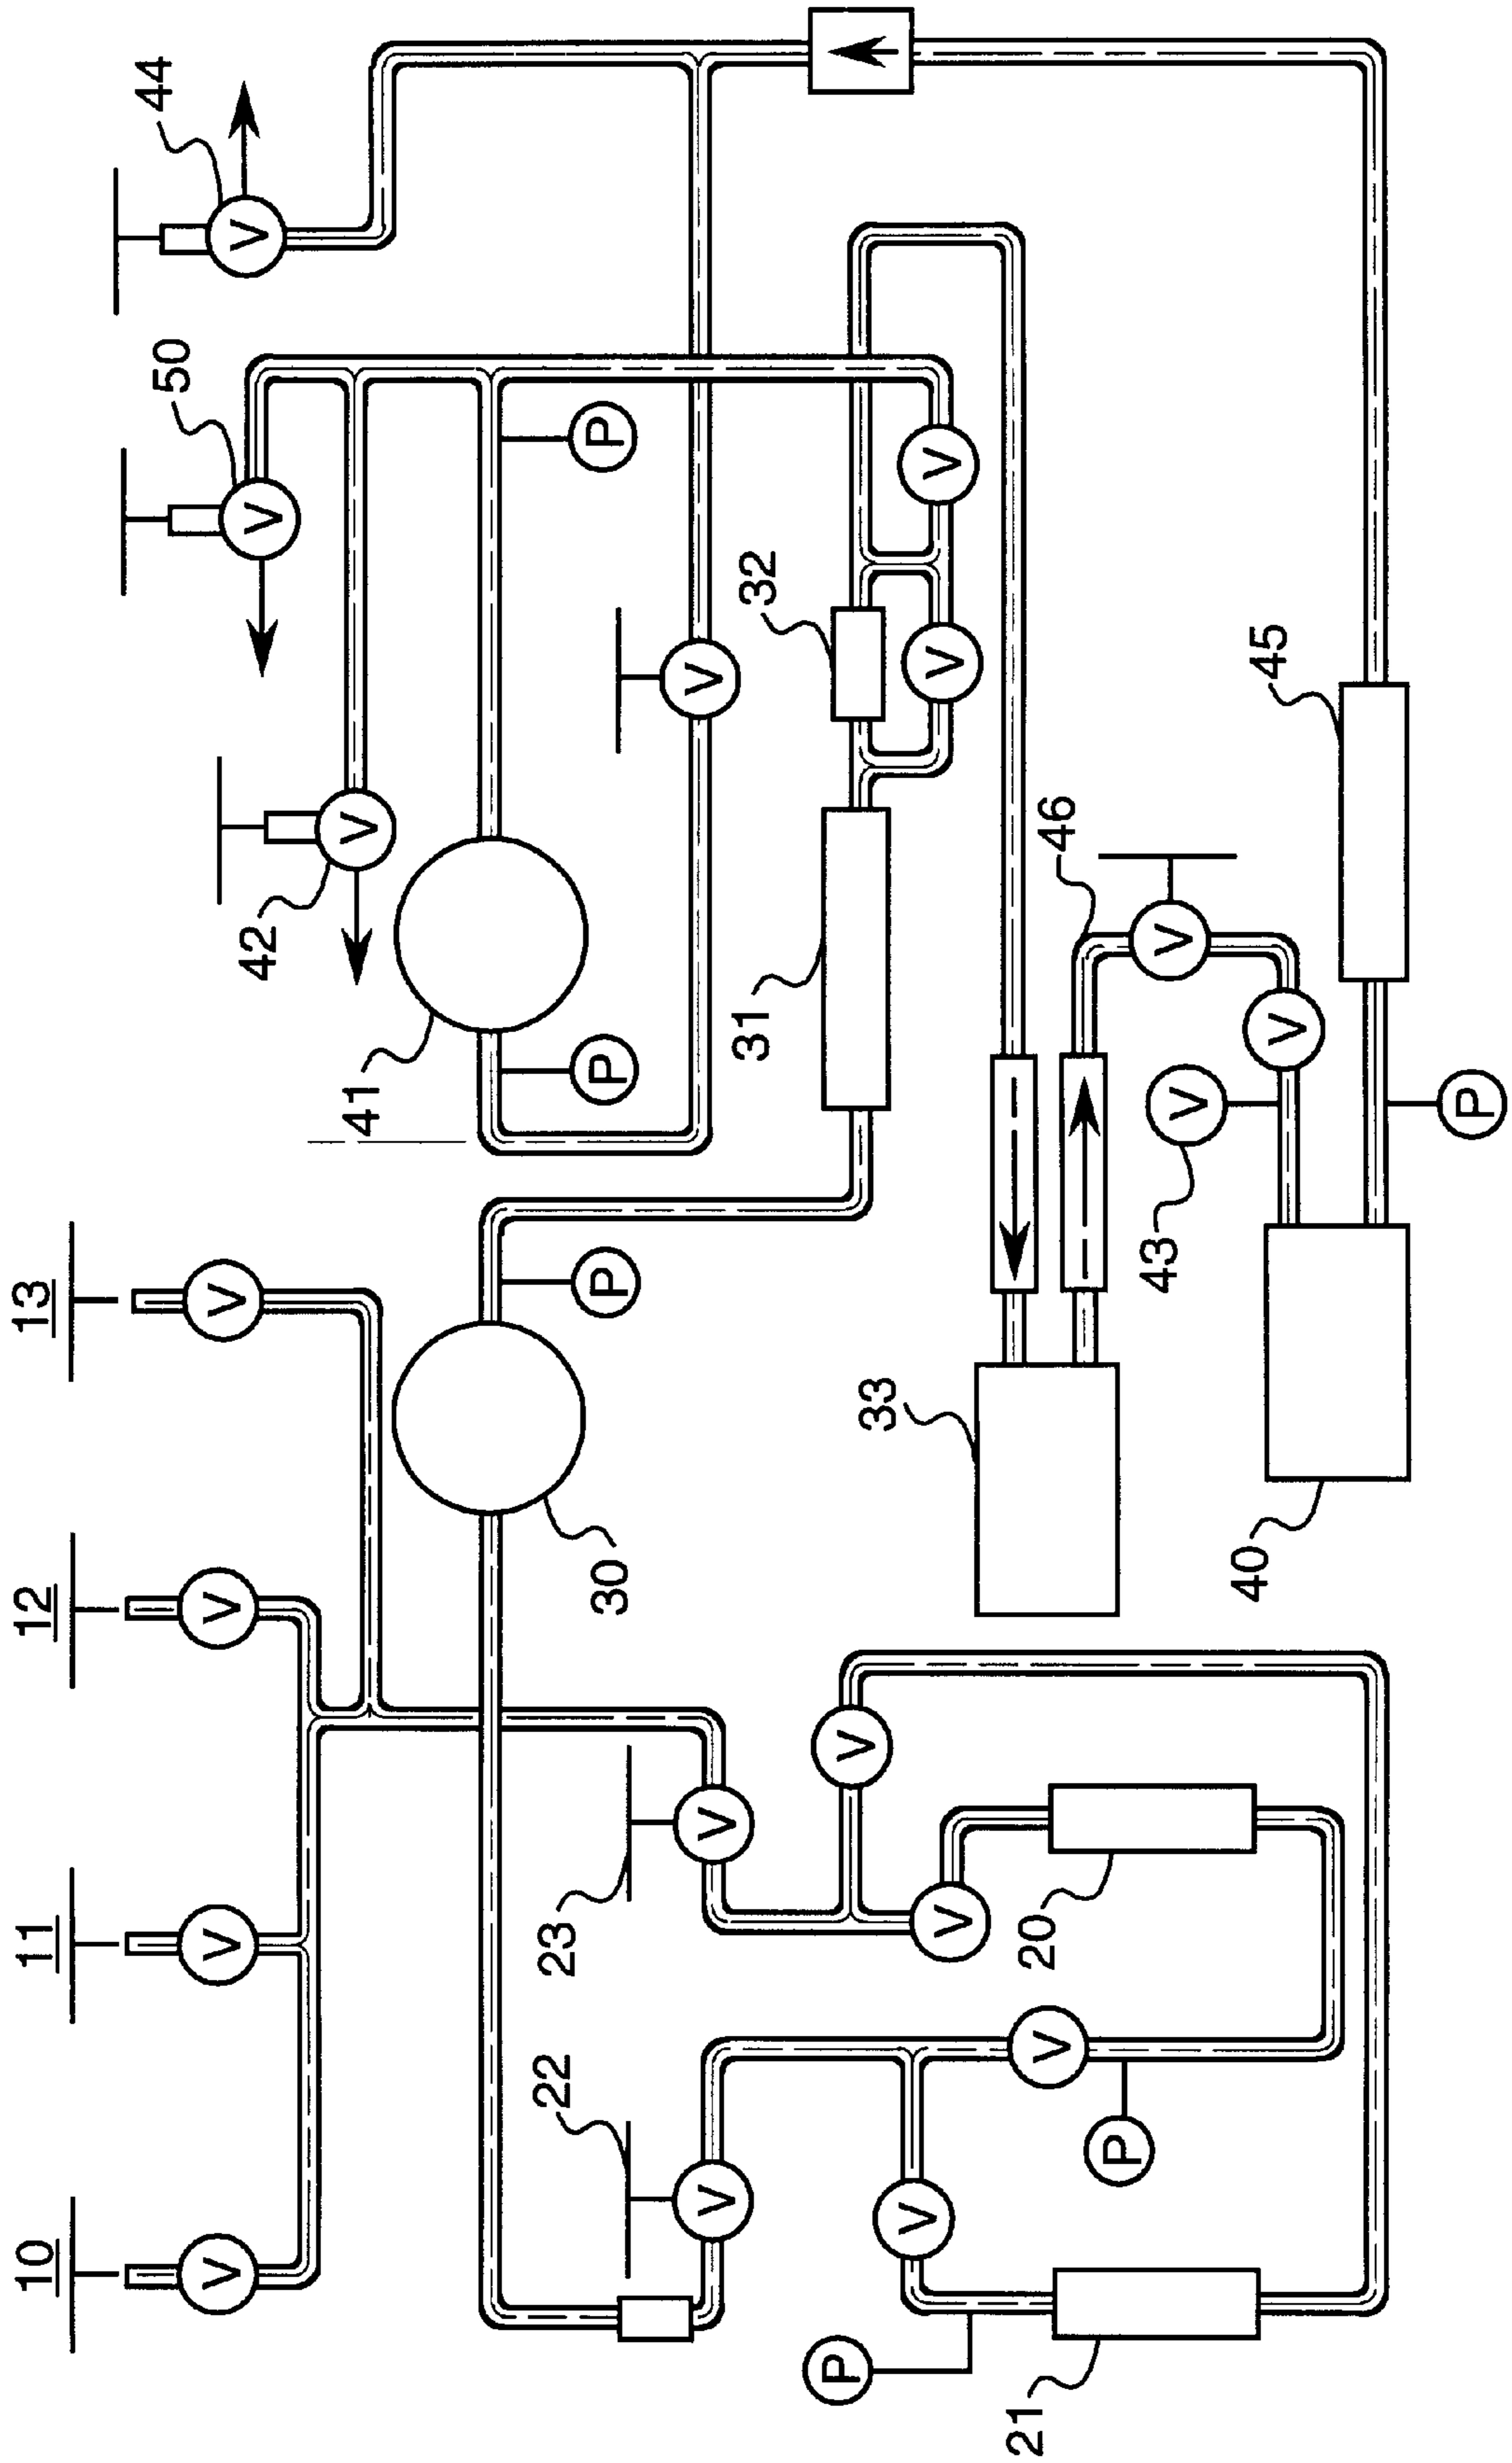 10 11 12 13
44
50
V V V V V
V
42
V
41
22 23
30 P P P
V V V
31 32
P V 33
V V V V
21 20 V 46
P 43 V V
40 V 45
P